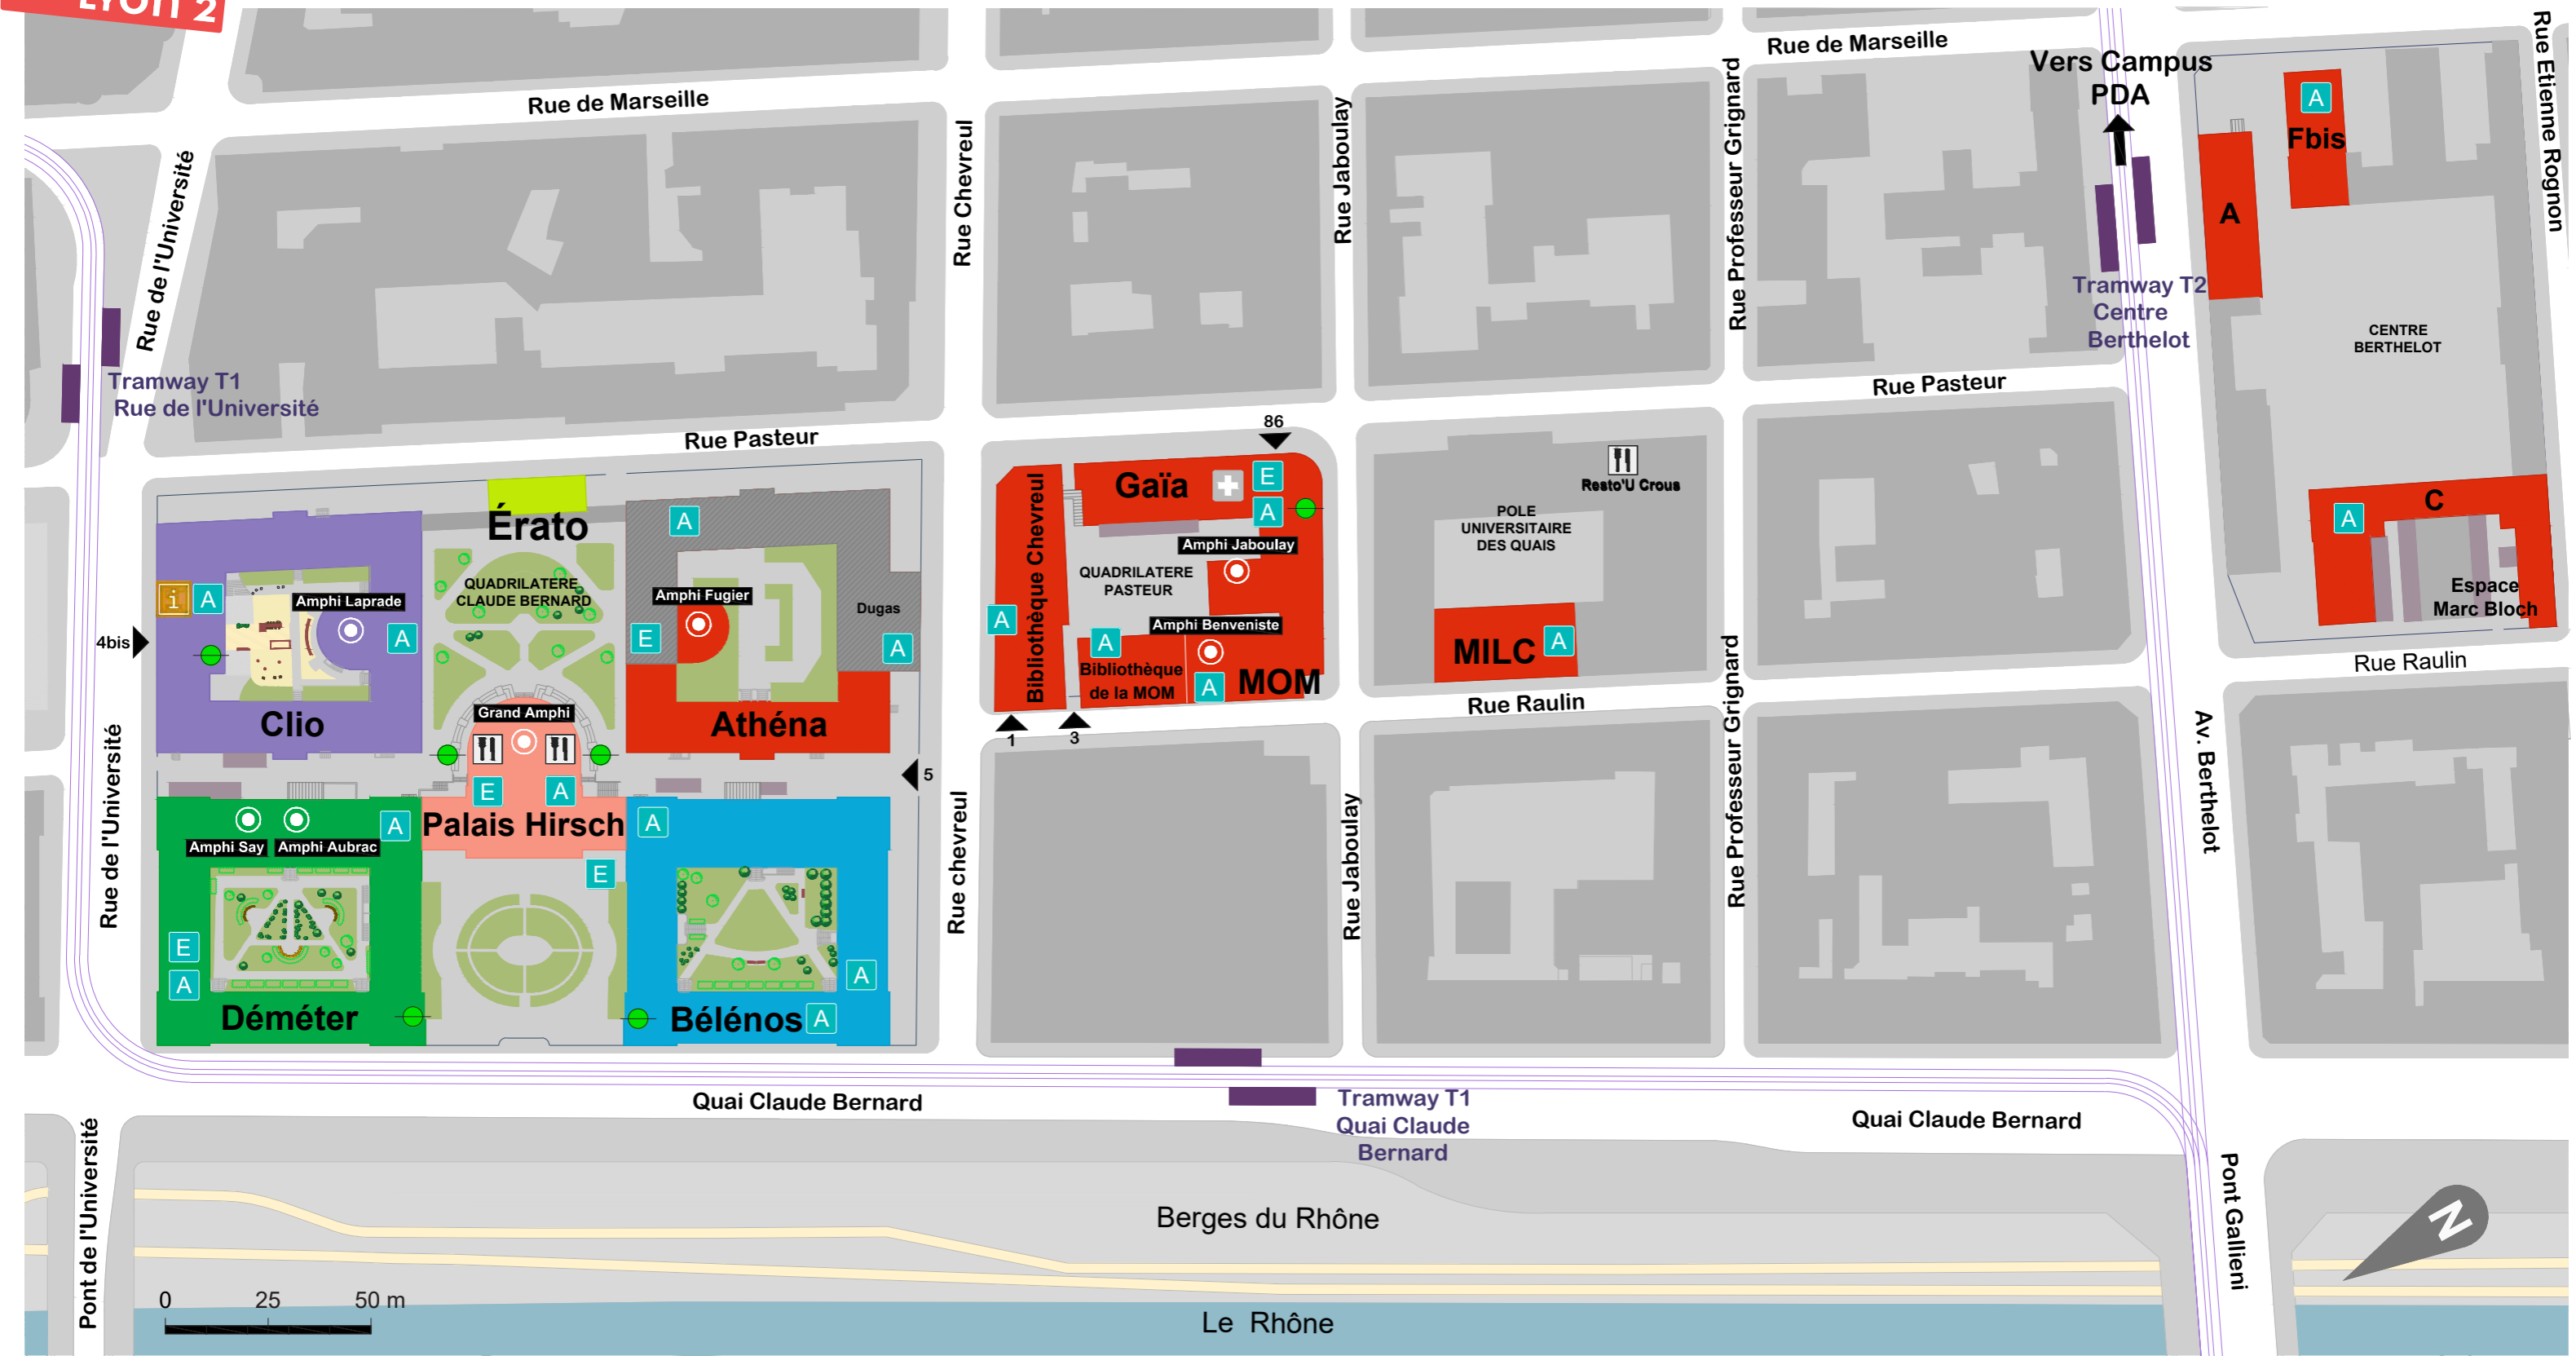 LYON 2
Rue de Marseille
Rue de Marseille
Vers Campus
PDA
Rue Etienne Rognon
A
Fbis
A
Rue de l'Université
Rue Chevreul
Rue Jaboulay
Rue Professeur Grignard
Tramway T2
Centre
Berthelot
CENTRE
BERTHELOT
Tramway T1
Rue de l'Université
Rue Pasteur
Rue Pasteur
86
Gaïa
E
A
Amphi Jaboulay
Bibliothèque Chevreul
A
QUADRILATERE
PASTEUR
Amphi Benveniste
A
Bibliothèque
de la MOM
A
MOM
1
3
Resto'U Crous
POLE
UNIVERSITAIRE
DES QUAIS
MILC
A
Rue Raulin
C
A
Espace
Marc Bloch
Rue Raulin
Érato
QUADRILATERE
CLAUDE BERNARD
A
Amphi Fugier
E
Dugas
A
Athéna
i
A
Amphi Laprade
A
4bis
Clio
Grand Amphi
E
A
Palais Hirsch
5
A
Amphi Say
Amphi Aubrac
A
E
E
A
Déméter
A
Bélénos
A
Rue de l'Université
Rue chevreul
Rue Jaboulay
Rue Professeur Grignard
Av. Berthelot
Quai Claude Bernard
Tramway T1
Quai Claude
Bernard
Quai Claude Bernard
Pont de l'Université
Pont Gallieni
Berges du Rhône
N
0 25 50 m
Le Rhône